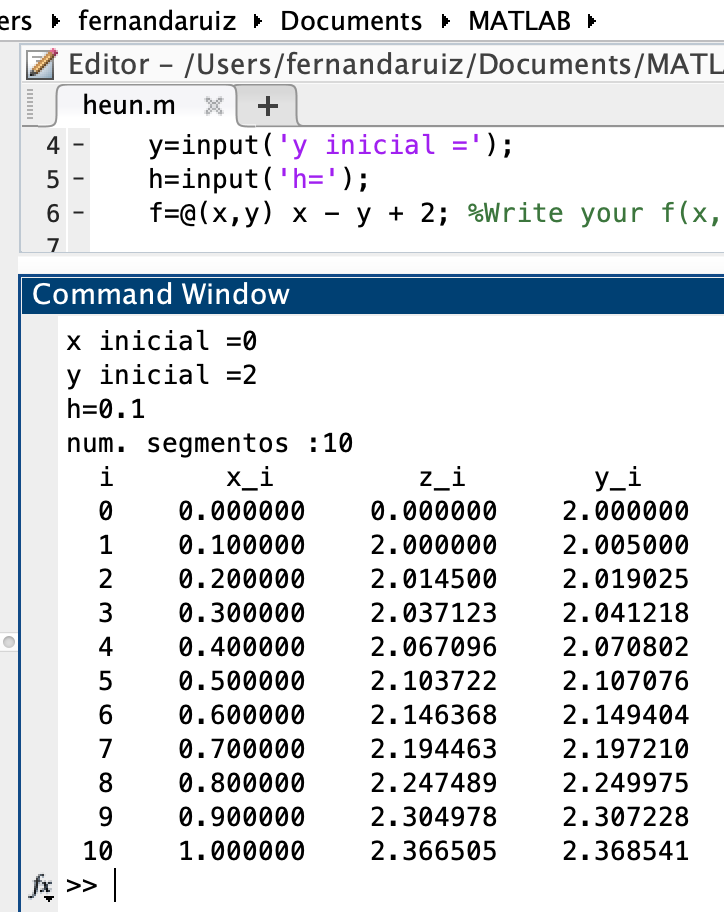 ers ▸ fernandaruiz ▸ Documents ▸ MATLAB ▸
Editor – /Users/fernandaruiz/Documents/MATL
heun.m × +
4 – y=input('y inicial =');
5 – h=input('h=');
6 – f=@(x,y) x - y + 2; %Write your f(x,
7
Command Window
x inicial =0
y inicial =2
h=0.1
num. segmentos :10
i x_i z_i y_i
0 0.000000 0.000000 2.000000
1 0.100000 2.000000 2.005000
2 0.200000 2.014500 2.019025
3 0.300000 2.037123 2.041218
4 0.400000 2.067096 2.070802
5 0.500000 2.103722 2.107076
6 0.600000 2.146368 2.149404
7 0.700000 2.194463 2.197210
8 0.800000 2.247489 2.249975
9 0.900000 2.304978 2.307228
10 1.000000 2.366505 2.368541
fx >>